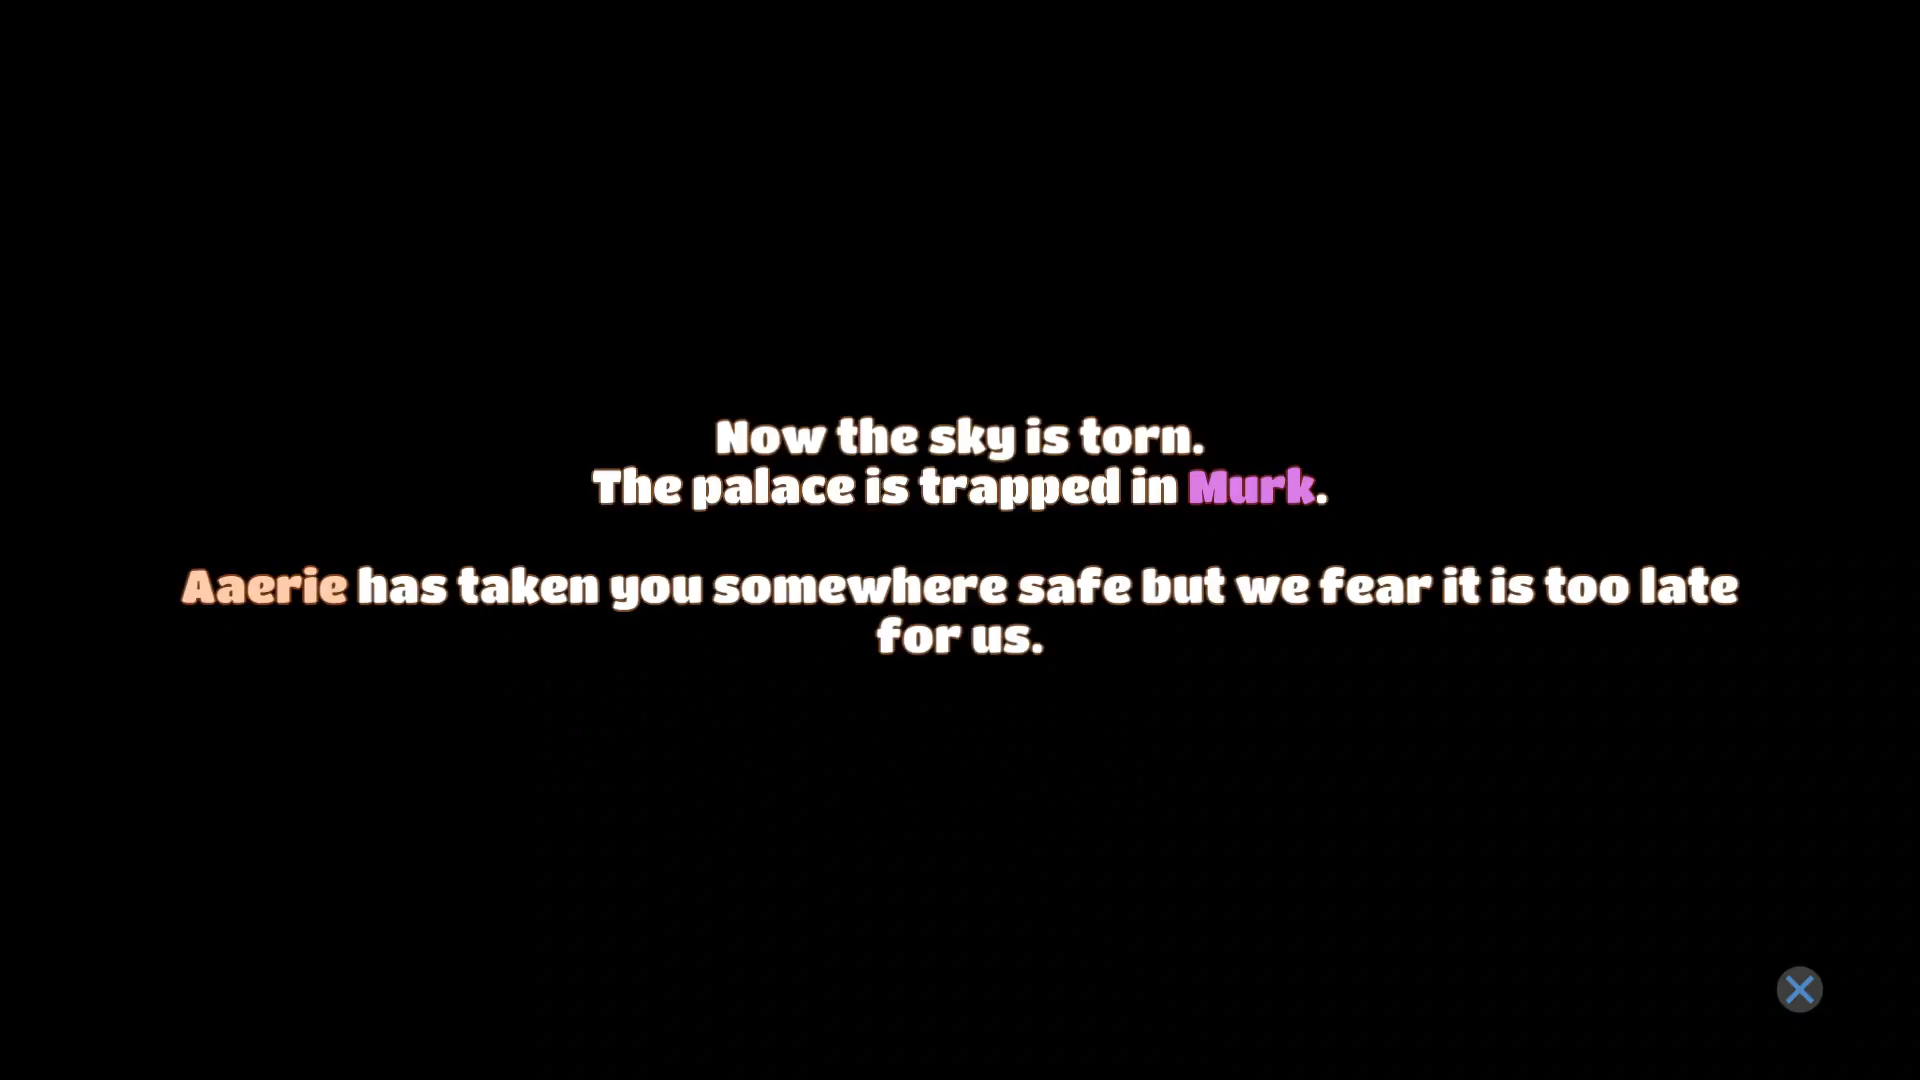 Now the sky is torn.
The palace is trapped in Murk.
Aaerie has taken you somewhere safe but we fear it is too late
for us.